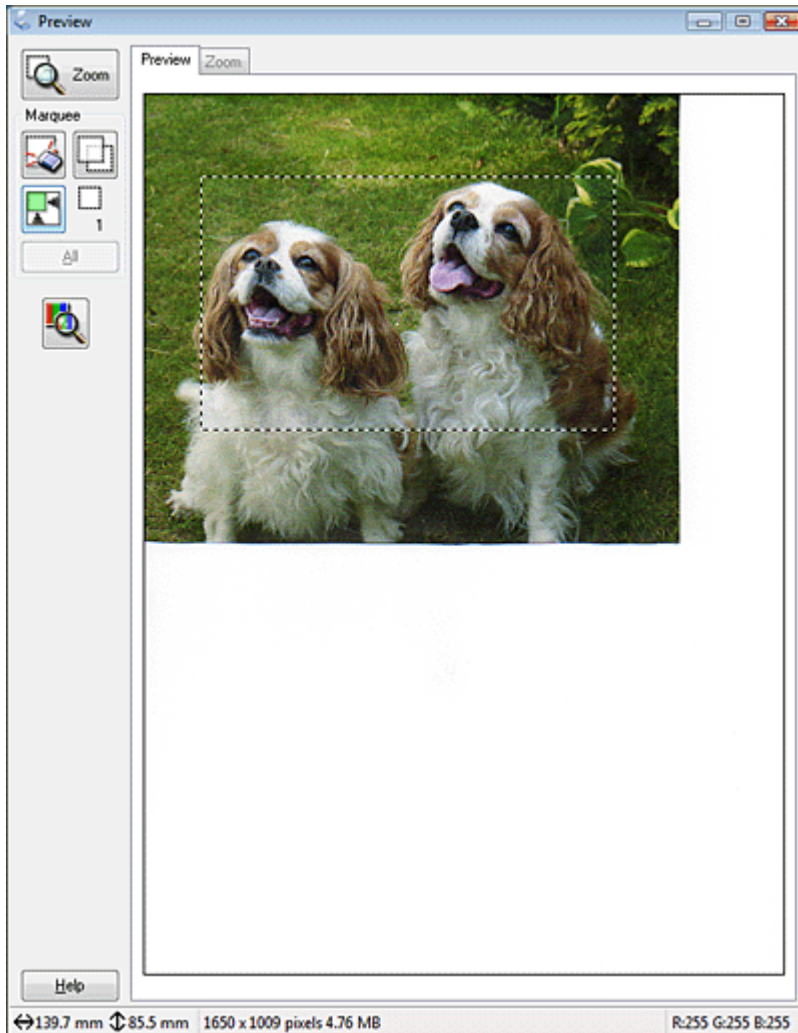 Preview
Preview Zoom
Zoom
Marquee
1
All
Help
139.7 mm 85.5 mm 1650 x 1009 pixels 4.76 MB R:255 G:255 B:255